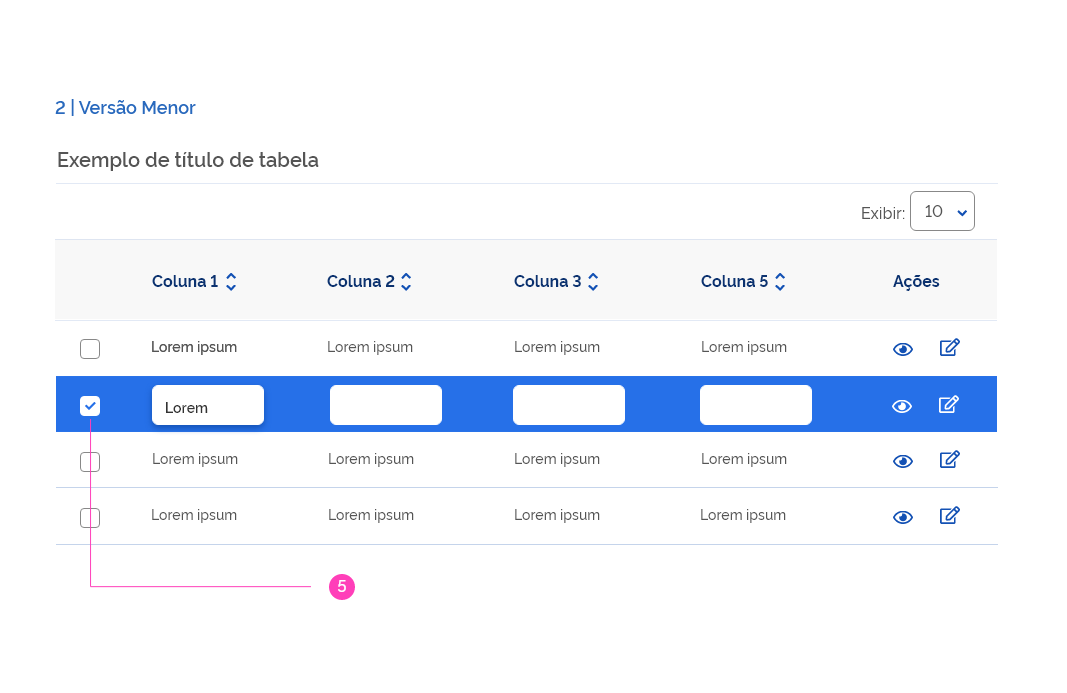 2 | Versão Menor
Exemplo de título de tabela
Exibir: 10
Coluna 1 Coluna 2 Coluna 3 Coluna 5 Ações
Lorem ipsum Lorem ipsum Lorem ipsum Lorem ipsum
Lorem
Lorem ipsum Lorem ipsum Lorem ipsum Lorem ipsum
Lorem ipsum Lorem ipsum Lorem ipsum Lorem ipsum
5